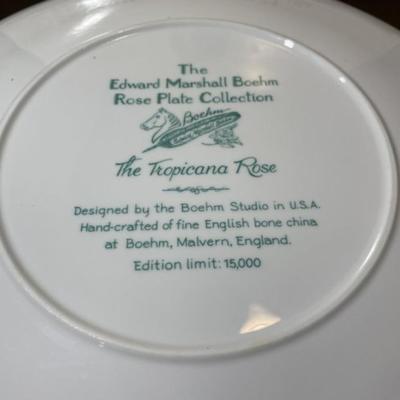 The
Edward Marshall Boehm
Rose Plate Collection
Boehm
The Tropicana Rose
Designed by the Boehm Studio in U.S.A.
Hand-crafted of fine English bone china
at Boehm, Malvern, England.
Edition limit: 15,000